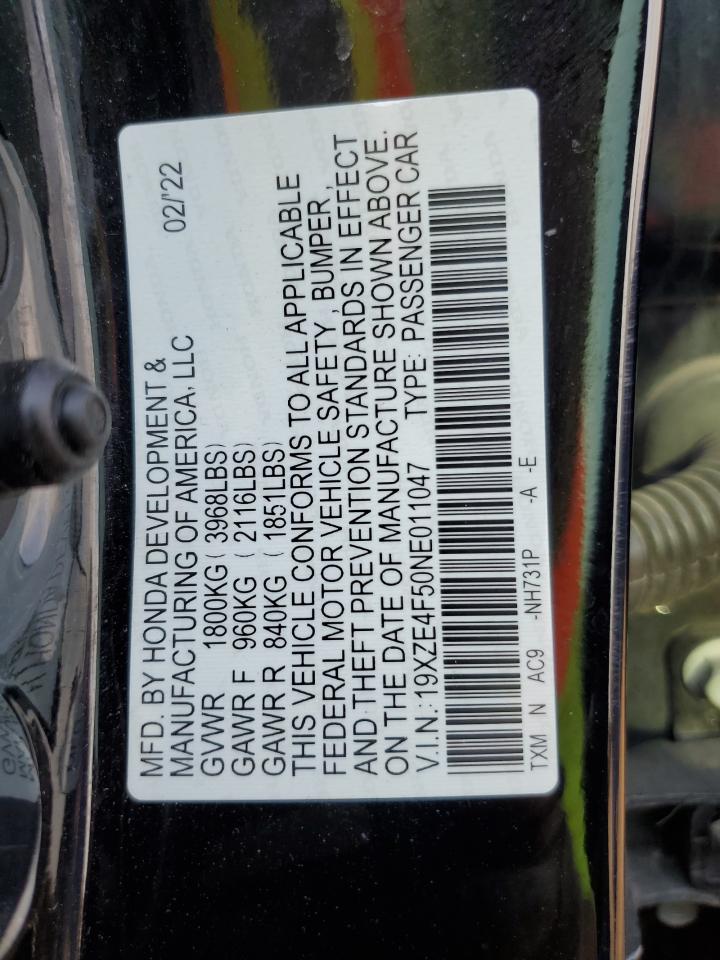 MFD. BY HONDA DEVELOPMENT & 02/'22
MANUFACTURING OF AMERICA, LLC
GVWR 1800KG ( 3968LBS)
GAWR F 960KG ( 2116LBS)
GAWR R 840KG ( 1851LBS)
THIS VEHICLE CONFORMS TO ALL APPLICABLE
FEDERAL MOTOR VEHICLE SAFETY , BUMPER ,
AND THEFT PREVENTION STANDARDS IN EFFECT
ON THE DATE OF MANUFACTURE SHOWN ABOVE.
V.I.N.: 19XZE4F50NE011047 TYPE: PASSENGER CAR
TXM N AC9 -NH731P -A -E